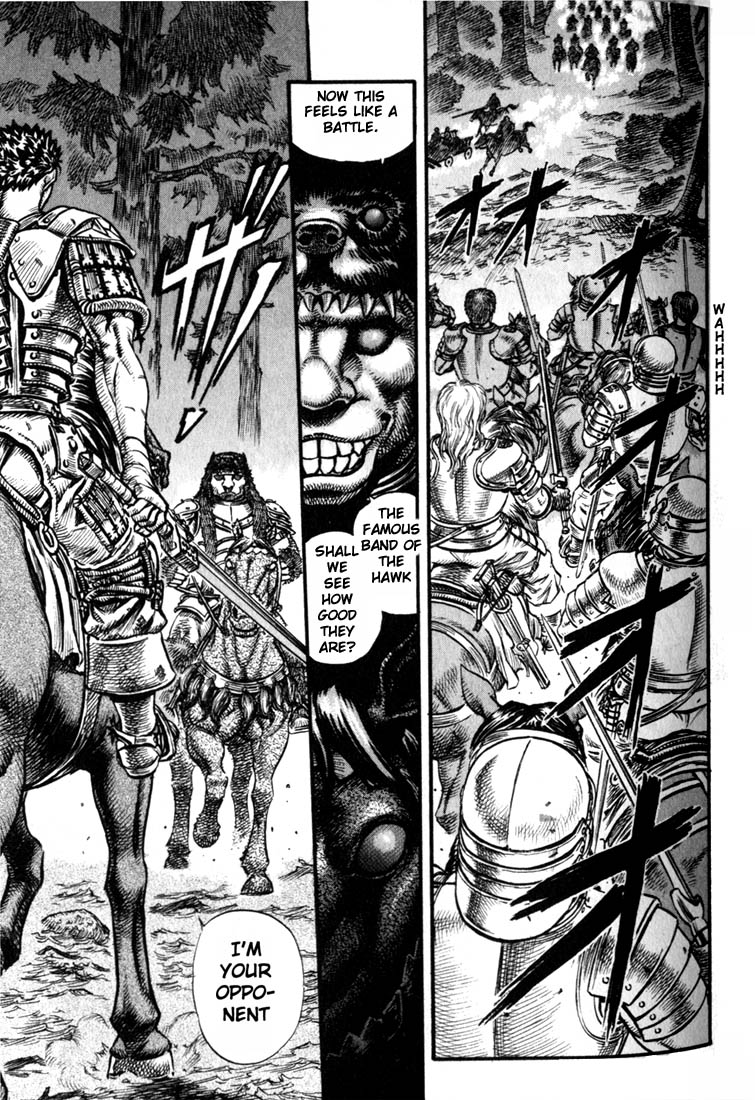 オ
オ
オ
オ
オ
WAHHHHH
NOW THIS
FEELS LIKE A
BATTLE.
THE
FAMOUS
BAND OF
THE
HAWK
SHALL
WE
SEE
HOW
GOOD
THEY
ARE?
ザッ
I'M
YOUR
OPPO-
NENT